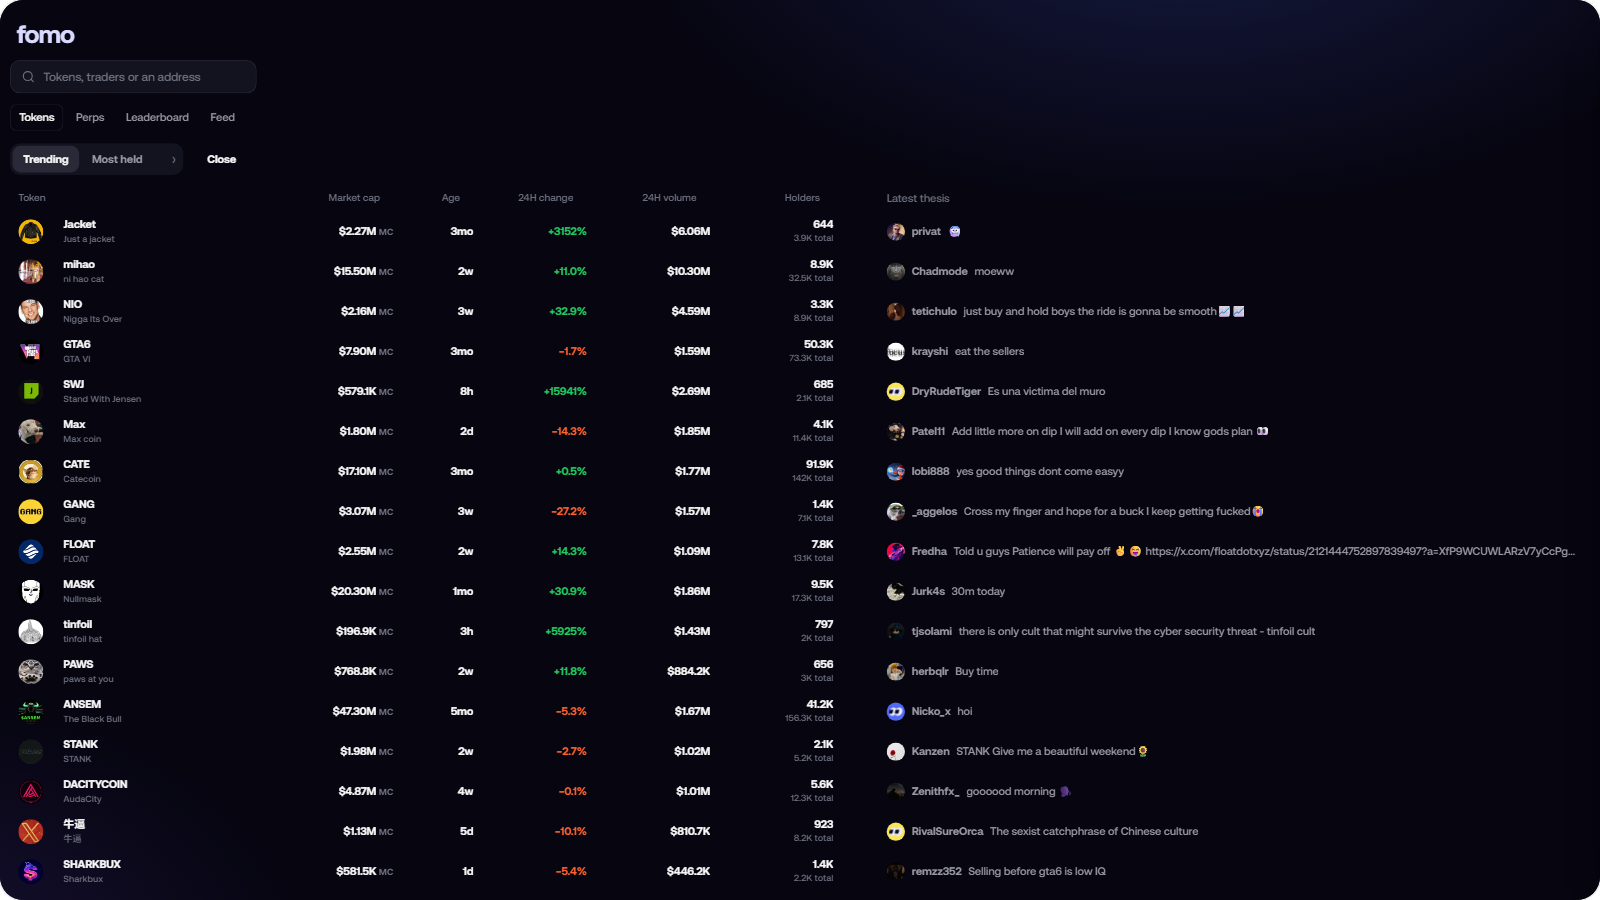 fomo
Tokens, traders or an address
Tokens Perps Leaderboard Feed
Trending Most held › Close
Token Market cap Age 24H change 24H volume Holders Latest thesis
Jacket $2.27M MC 3mo +3152% $6.06M 644 privat
Just a jacket 3.9K total
mihao $15.50M MC 2w +11.0% $10.30M 8.9K Chadmode moeww
ni hao cat 32.5K total
NIO $2.16M MC 3w +32.9% $4.59M 3.3K tetichulo just buy and hold boys the ride is gonna be smooth📈 📈
Nigga Its Over 8.9K total
GTA6 $7.90M MC 3mo -1.7% $1.59M 50.3K krayshi eat the sellers
GTA VI 73.3K total
SWJ $579.1K MC 8h +15941% $2.69M 685 DryRudeTiger Es una victima del muro
Stand With Jensen 2.1K total
Max $1.80M MC 2d -14.3% $1.85M 4.1K Patel11 Add little more on dip I will add on every dip I know gods plan 👀
Max coin 11.4K total
CATE $17.10M MC 3mo +0.5% $1.77M 91.9K lobi888 yes good things dont come easyy
Catecoin 142K total
GANG GANG $3.07M MC 3w -27.2% $1.57M 1.4K _aggelos Cross my finger and hope for a buck I keep getting fucked
Gang 7.1K total
FLOAT $2.55M MC 2w +14.3% $1.09M 7.8K Fredha Told u guys Patience will pay off ✌️ 😝 https://x.com/floatdotxyz/status/2121444752897839497?a=XfP9WCUWLARzV7yCcPg...
FLOAT 13.1K total
MASK $20.30M MC 1mo +30.9% $1.86M 9.5K Jurk4s 30m today
Nullmask 17.3K total
tinfoil $196.9K MC 3h +5925% $1.43M 797 tjsolami there is only cult that might survive the cyber security threat - tinfoil cult
tinfoil hat 2K total
PAWS $768.8K MC 2w +11.8% $884.2K 656 herbqlr Buy time
paws at you 3K total
ANSEM $47.30M MC 5mo -5.3% $1.67M 41.2K Nicko_x hoi
The Black Bull 156.3K total
STANK $1.98M MC 2w -2.7% $1.02M 2.1K Kanzen STANK Give me a beautiful weekend🌻
STANK 5.2K total
DACITYCOIN $4.87M MC 4w -0.1% $1.01M 5.6K Zenithfx_ goooood morning
AudaCity 12.3K total
牛逼 $1.13M MC 5d -10.1% $810.7K 923 RivalSureOrca The sexist catchphrase of Chinese culture
牛逼 8.2K total
SHARKBUX $581.5K MC 1d -5.4% $446.2K 1.4K remzz352 Selling before gta6 is low IQ
Sharkbux 2.2K total